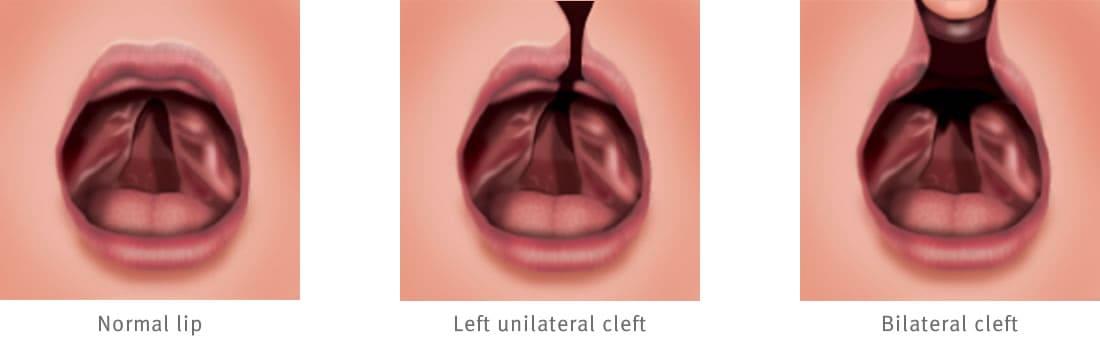 Normal lip
Left unilateral cleft
Bilateral cleft